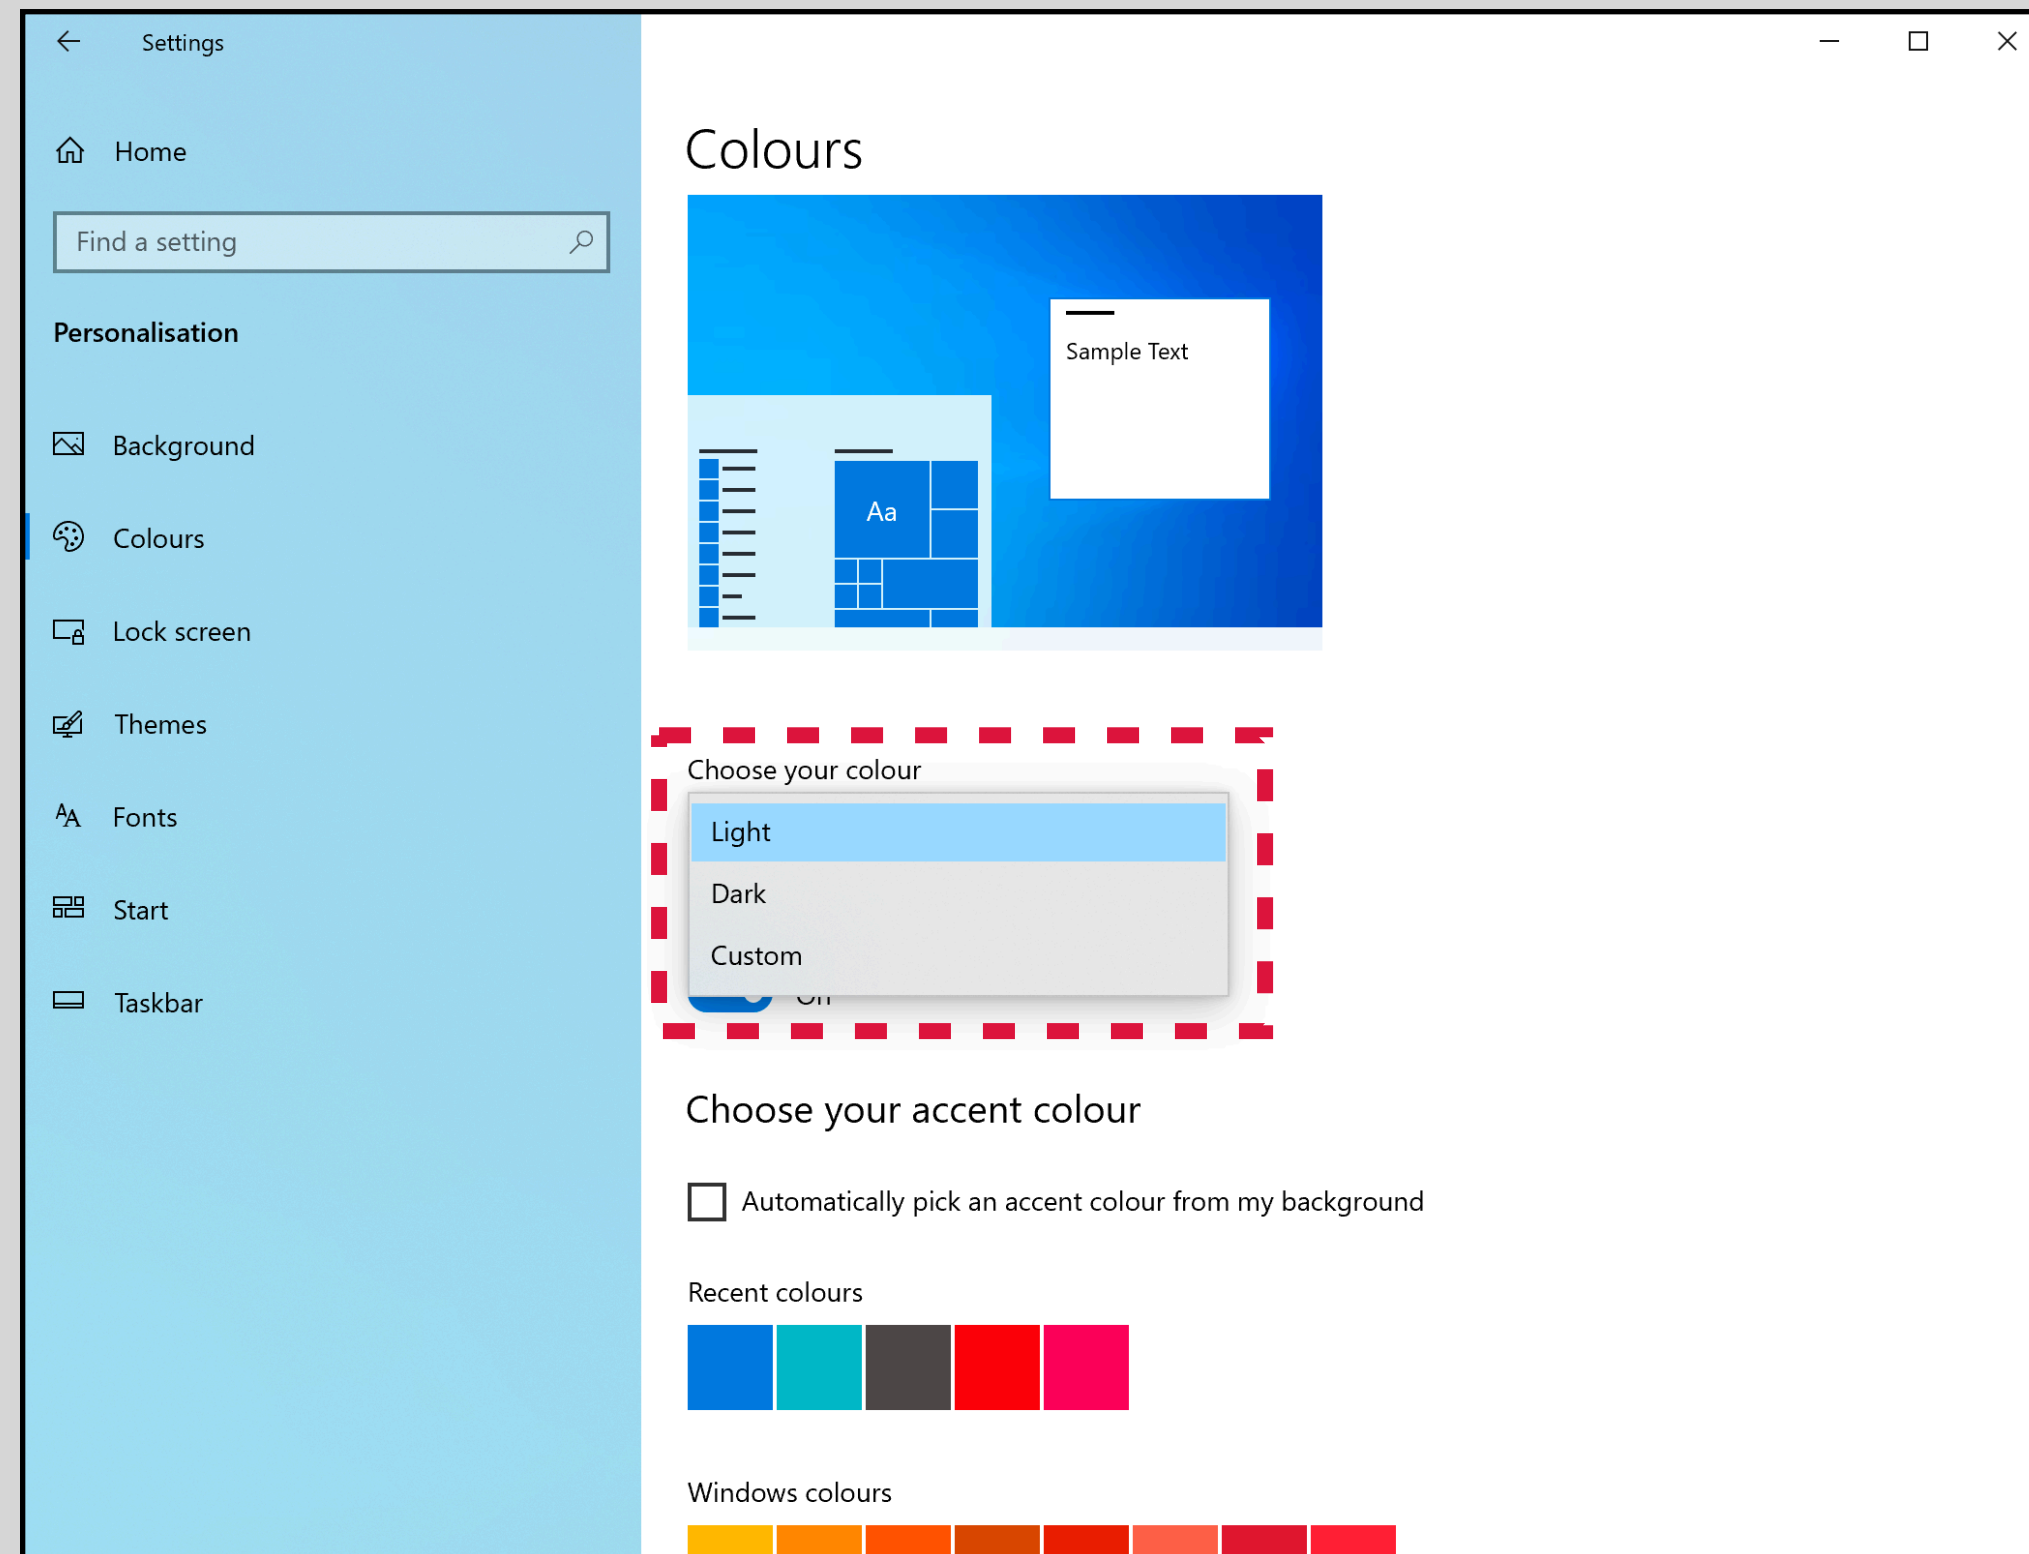 Settings
Home
Find a setting
Personalisation
Background
Colours
Lock screen
Themes
Fonts
Start
Taskbar
Colours
Sample Text
Aa
Choose your colour
Light
Dark
Custom
On
Choose your accent colour
Automatically pick an accent colour from my background
Recent colours
Windows colours